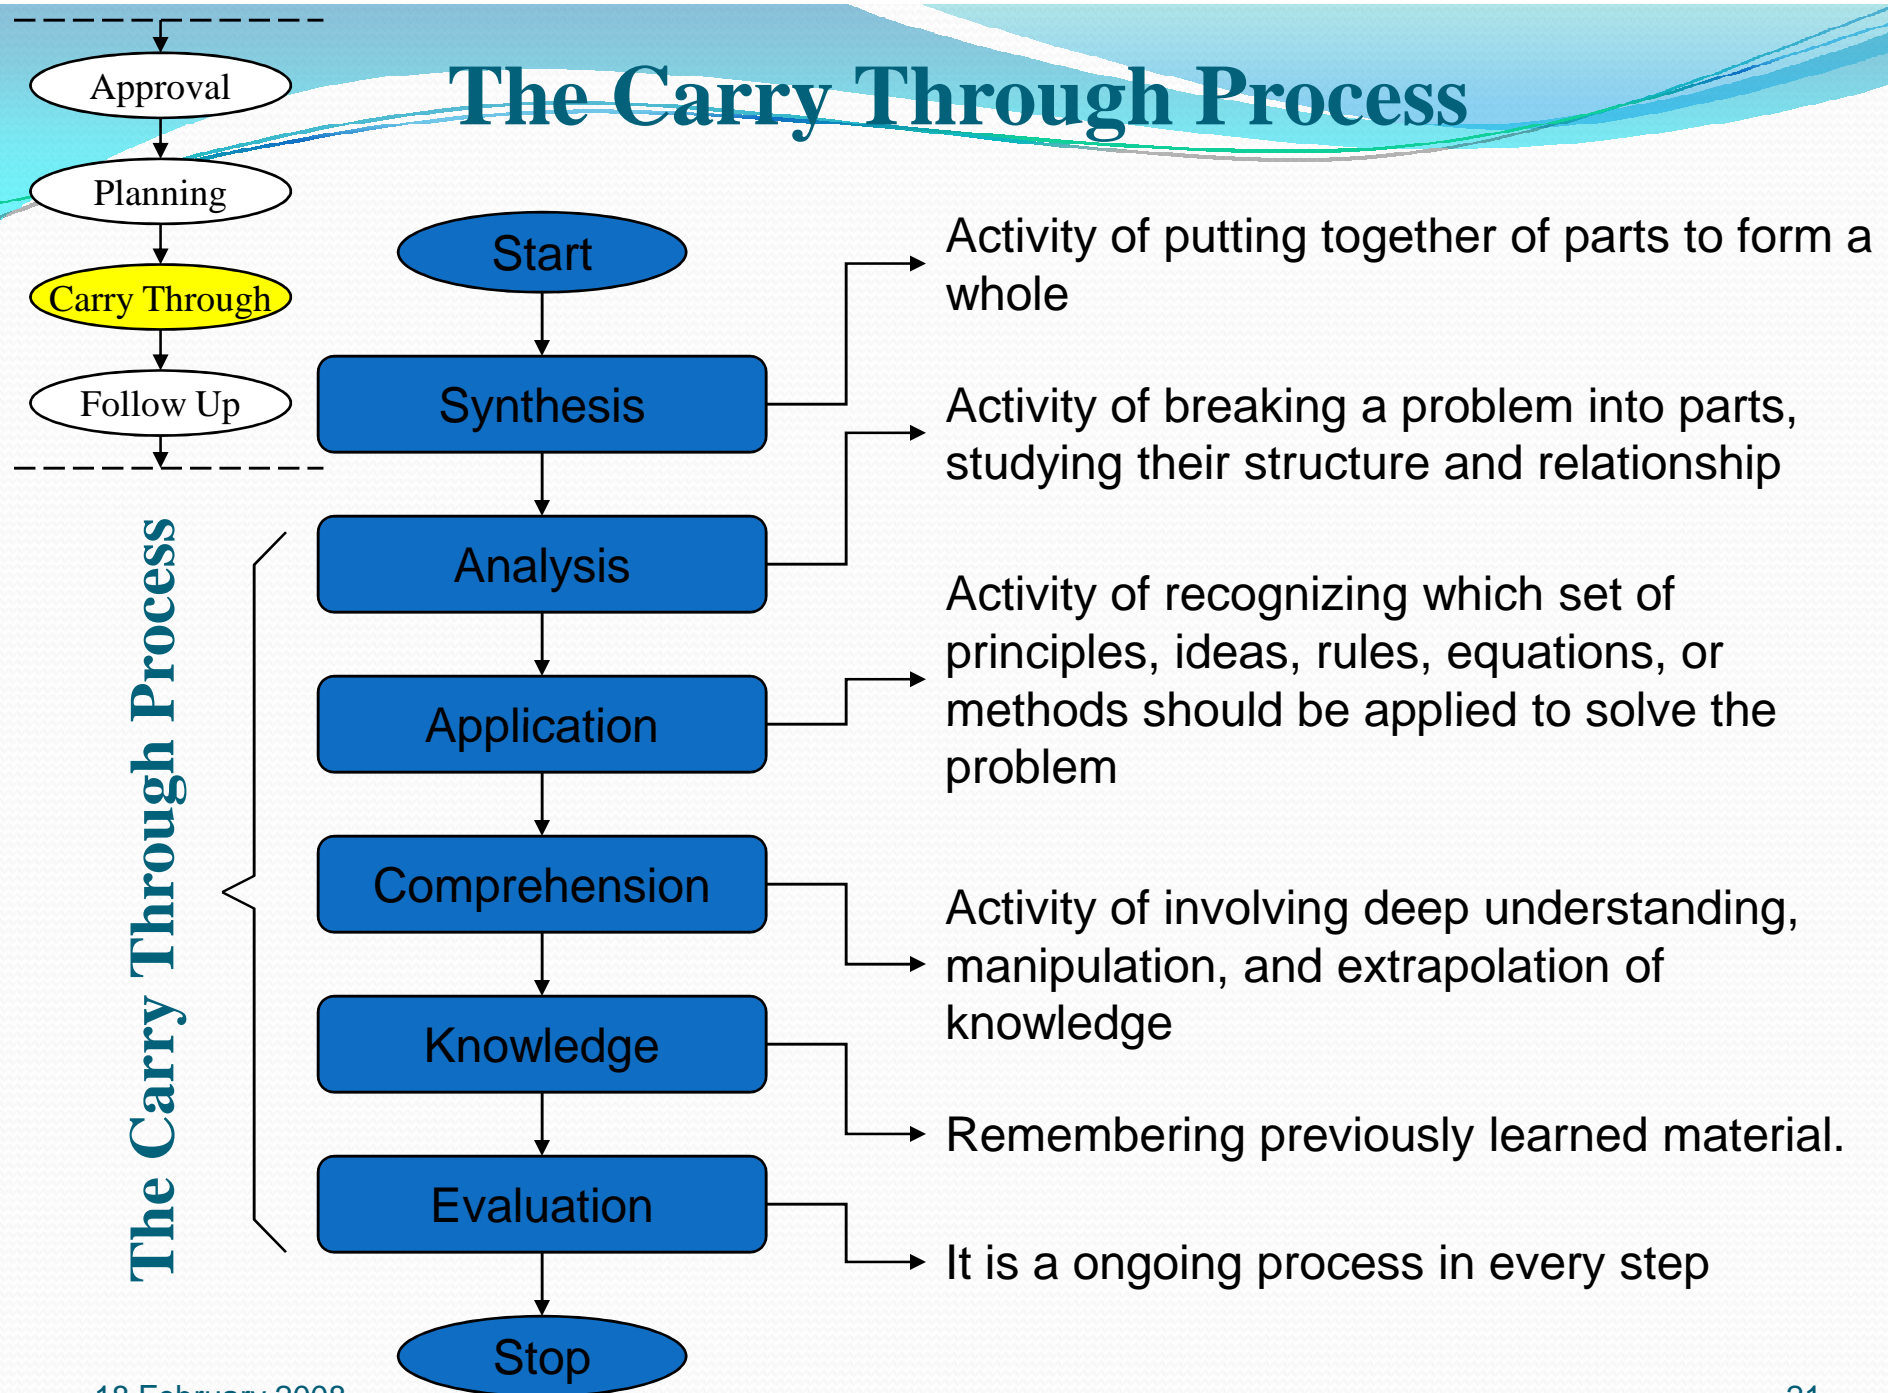 The Carry Through Process
Approval
Planning
Carry Through
Follow Up
The Carry Through Process
Start
Synthesis
Analysis
Application
Comprehension
Knowledge
Evaluation
Stop
Activity of putting together of parts to form a
whole
Activity of breaking a problem into parts,
studying their structure and relationship
Activity of recognizing which set of
principles, ideas, rules, equations, or
methods should be applied to solve the
problem
Activity of involving deep understanding,
manipulation, and extrapolation of
knowledge
Remembering previously learned material.
It is a ongoing process in every step
18 February 2008